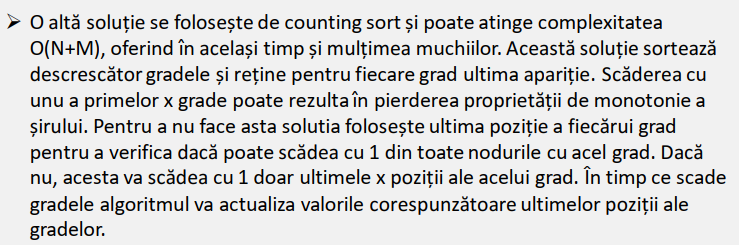 ➤ O altă soluție se folosește de counting sort și poate atinge complexitatea
O(N+M), oferind în același timp și mulțimea muchiilor. Această soluție sortează
descrescător gradele și reține pentru fiecare grad ultima apariție. Scăderea cu
unu a primelor x grade poate rezulta în pierderea proprietății de monotonie a
șirului. Pentru a nu face asta solutia folosește ultima poziție a fiecărui grad
pentru a verifica dacă poate scădea cu 1 din toate nodurile cu acel grad. Dacă
nu, acesta va scădea cu 1 doar ultimele x poziții ale acelui grad. În timp ce scade
gradele algoritmul va actualiza valorile corespunzătoare ultimelor poziții ale
gradelor.